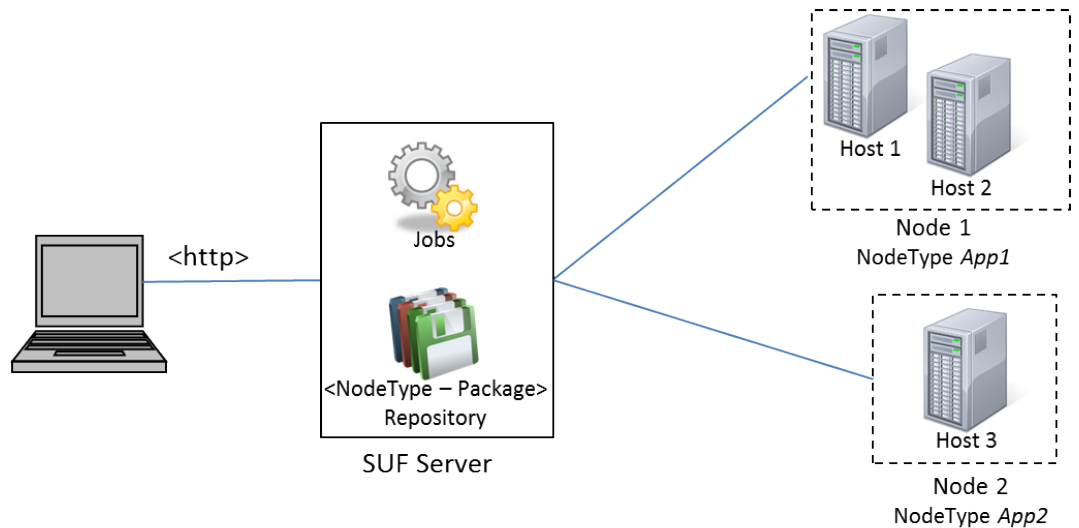 <http>
Jobs
<NodeType – Package>
Repository
SUF Server
Host 1
Host 2
Node 1
NodeType App1
Host 3
Node 2
NodeType App2